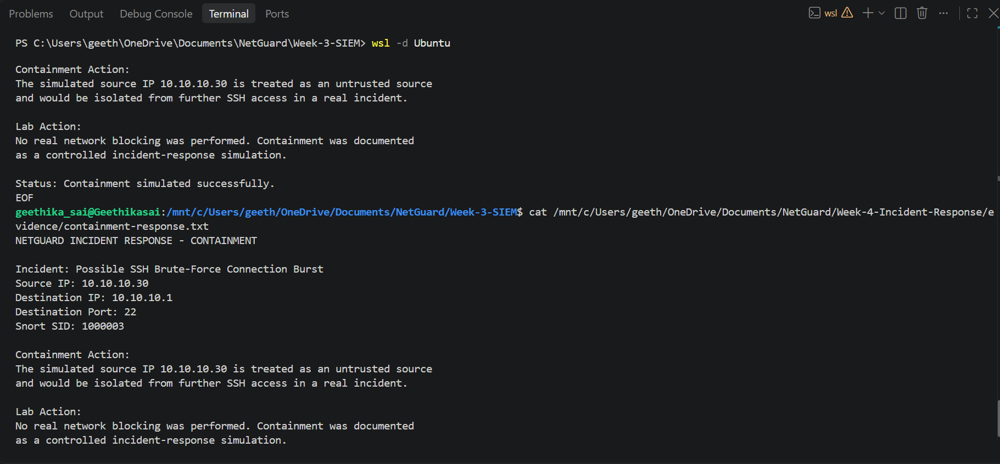 Problems Output Debug Console Terminal Ports wsl
PS C:\Users\geeth\OneDrive\Documents\NetGuard\Week-3-SIEM> wsl -d Ubuntu
Containment Action:
The simulated source IP 10.10.10.30 is treated as an untrusted source
and would be isolated from further SSH access in a real incident.
Lab Action:
No real network blocking was performed. Containment was documented
as a controlled incident-response simulation.
Status: Containment simulated successfully.
EOF
geethika_sai@Geethikasai:/mnt/c/Users/geeth/OneDrive/Documents/NetGuard/Week-3-SIEM$ cat /mnt/c/Users/geeth/OneDrive/Documents/NetGuard/Week-4-Incident-Response/e
vidence/containment-response.txt
NETGUARD INCIDENT RESPONSE - CONTAINMENT
Incident: Possible SSH Brute-Force Connection Burst
Source IP: 10.10.10.30
Destination IP: 10.10.10.1
Destination Port: 22
Snort SID: 1000003
Containment Action:
The simulated source IP 10.10.10.30 is treated as an untrusted source
and would be isolated from further SSH access in a real incident.
Lab Action:
No real network blocking was performed. Containment was documented
as a controlled incident-response simulation.